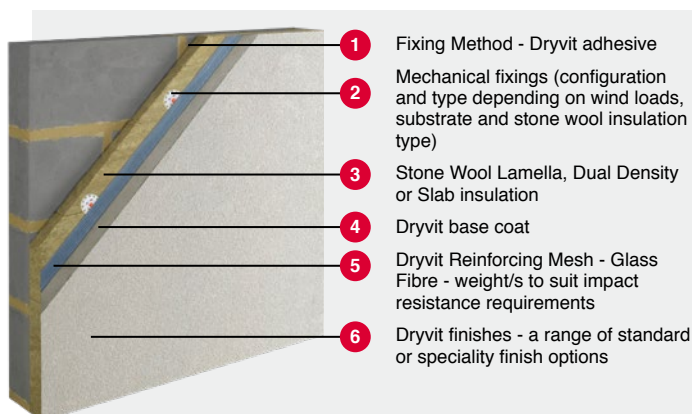 1 Fixing Method - Dryvit adhesive
2 Mechanical fixings (configuration
and type depending on wind loads,
substrate and stone wool insulation
type)
3 Stone Wool Lamella, Dual Density
or Slab insulation
4 Dryvit base coat
5 Dryvit Reinforcing Mesh - Glass
Fibre - weight/s to suit impact
resistance requirements
6 Dryvit finishes - a range of standard
or speciality finish options